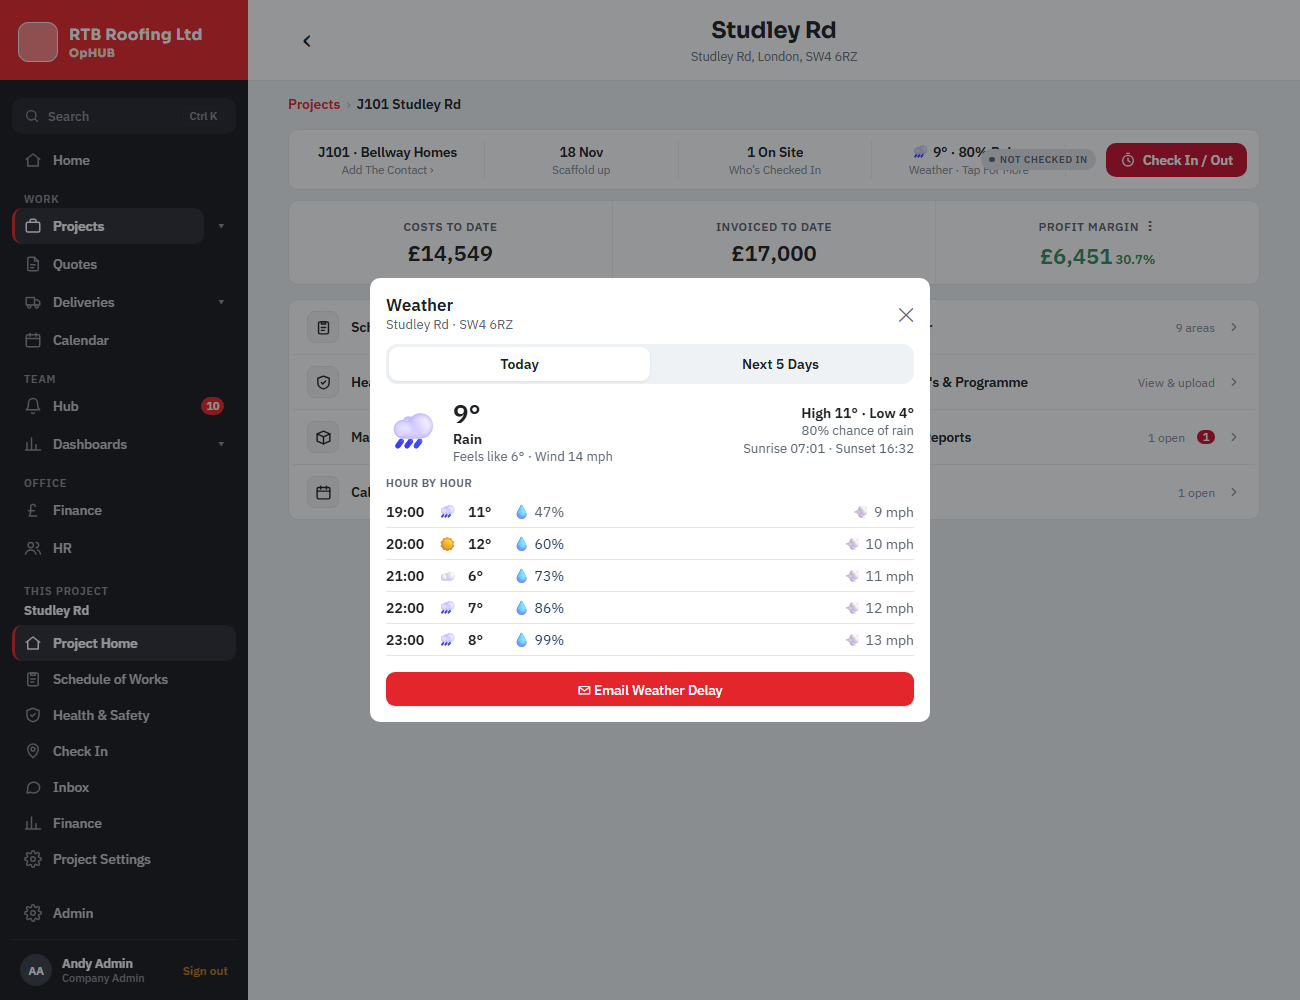 RTB Roofing Ltd
OpHUB
Search Ctrl K
Home
WORK
Projects
Quotes
Deliveries
Calendar
TEAM
Hub 10
Dashboards
OFFICE
Finance
HR
THIS PROJECT
Studley Rd
Project Home
Schedule of Works
Health & Safety
Check In
Inbox
Finance
Project Settings
Admin
AA Andy Admin
Company Admin
Sign out
Studley Rd
Studley Rd, London, SW4 6RZ
Projects › J101 Studley Rd
J101 · Bellway Homes
Add The Contact ›
18 Nov
Scaffold up
1 On Site
Who's Checked In
9° · 80%
Weather · Tap For More
NOT CHECKED IN
Check In / Out
COSTS TO DATE
£14,549
INVOICED TO DATE
£17,000
PROFIT MARGIN
£6,451 30.7%
9 areas
's & Programme
View & upload
eports
1 open 1
1 open
Weather
Studley Rd · SW4 6RZ
Today
Next 5 Days
9°
Rain
Feels like 6° · Wind 14 mph
High 11° · Low 4°
80% chance of rain
Sunrise 07:01 · Sunset 16:32
HOUR BY HOUR
19:00 11° 47% 9 mph
20:00 12° 60% 10 mph
21:00 6° 73% 11 mph
22:00 7° 86% 12 mph
23:00 8° 99% 13 mph
Email Weather Delay